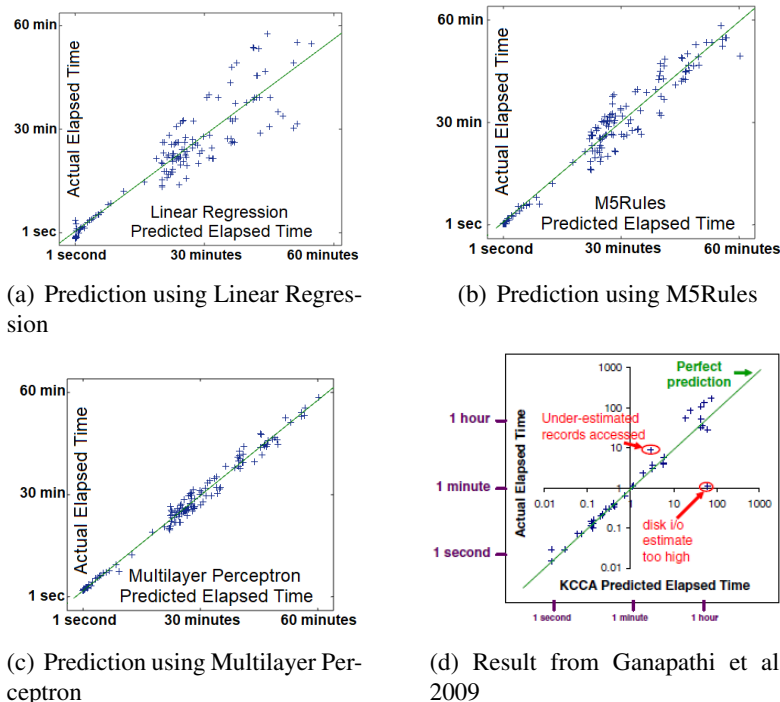 60 min
Actual Elapsed Time
30 min
Linear Regression
Predicted Elapsed Time
1 sec
1 second 30 minutes 60 minutes
(a) Prediction using Linear Regres-
sion
60 min
Actual Elapsed Time
30 min
M5Rules
Predicted Elapsed Time
1 sec
1 second 30 minutes 60 minutes
(b) Prediction using M5Rules
60 min
Actual Elapsed Time
30 min
Multilayer Perceptron
Predicted Elapsed Time
1 sec
1 second 30 minutes 60 minutes
(c) Prediction using Multilayer Per-
ceptron
1000
Perfect
prediction
100
1 hour
Under-estimated
records accessed
10
Actual Elapsed Time
1 minute
1
0.01 0.1 0.1 10 100 1000
0.1
disk i/o
estimate
too high
1 second
0.01
KCCA Predicted Elapsed Time
1 second 1 minute 1 hour
(d) Result from Ganapathi et al
2009